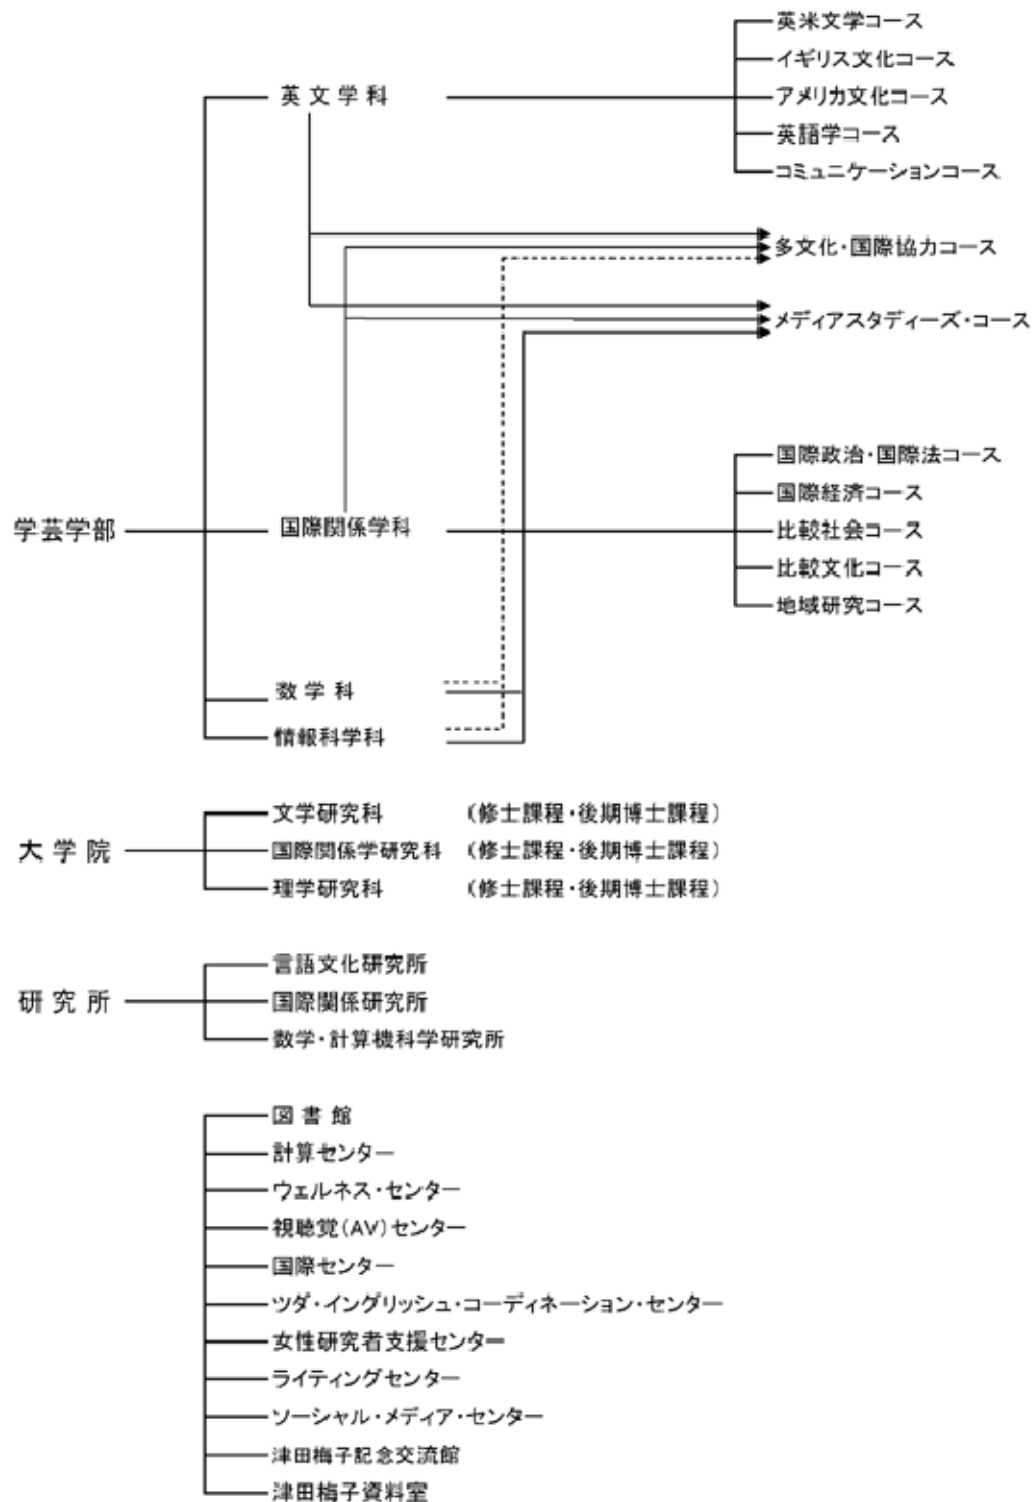 英米文学コース
イギリス文化コース
英文学科 アメリカ文化コース
英語学コース
コミュニケーションコース
多文化・国際協力コース
メディアスタディーズ・コース
国際政治・国際法コース
国際経済コース
学芸学部 国際関係学科 比較社会コース
比較文化コース
地域研究コース
数学科
情報科学科
文学研究科 (修士課程・後期博士課程)
大学院 国際関係学研究科 (修士課程・後期博士課程)
理学研究科 (修士課程・後期博士課程)
言語文化研究所
研究所 国際関係研究所
数学・計算機科学研究所
図書館
計算センター
ウェルネス・センター
視聴覚(AV)センター
国際センター
ツダ・イングリッシュ・コーディネーション・センター
女性研究者支援センター
ライティングセンター
ソーシャル・メディア・センター
津田梅子記念交流館
津田梅子資料室